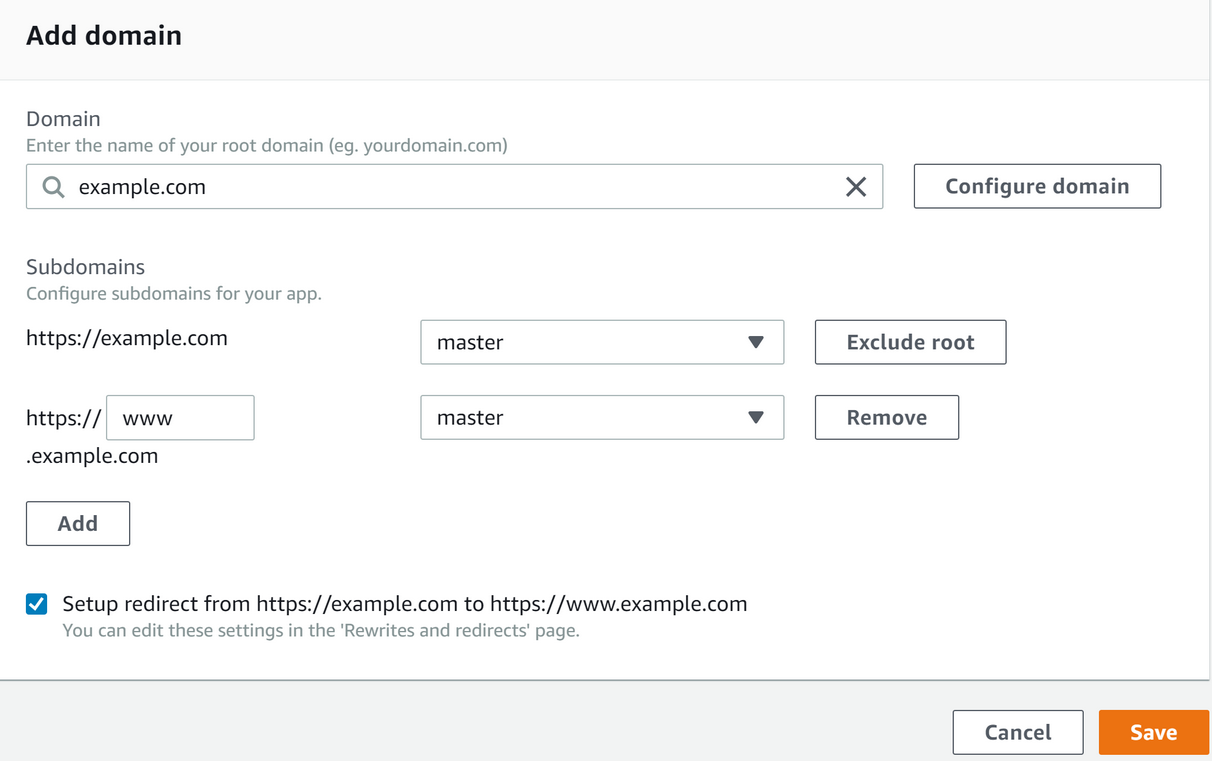 Add domain
Domain
Enter the name of your root domain (eg. yourdomain.com)
example.com
Configure domain
Subdomains
Configure subdomains for your app.
https://example.com
master
Exclude root
https://
www
master
Remove
.example.com
Add
Setup redirect from https://example.com to https://www.example.com
You can edit these settings in the 'Rewrites and redirects' page.
Cancel
Save